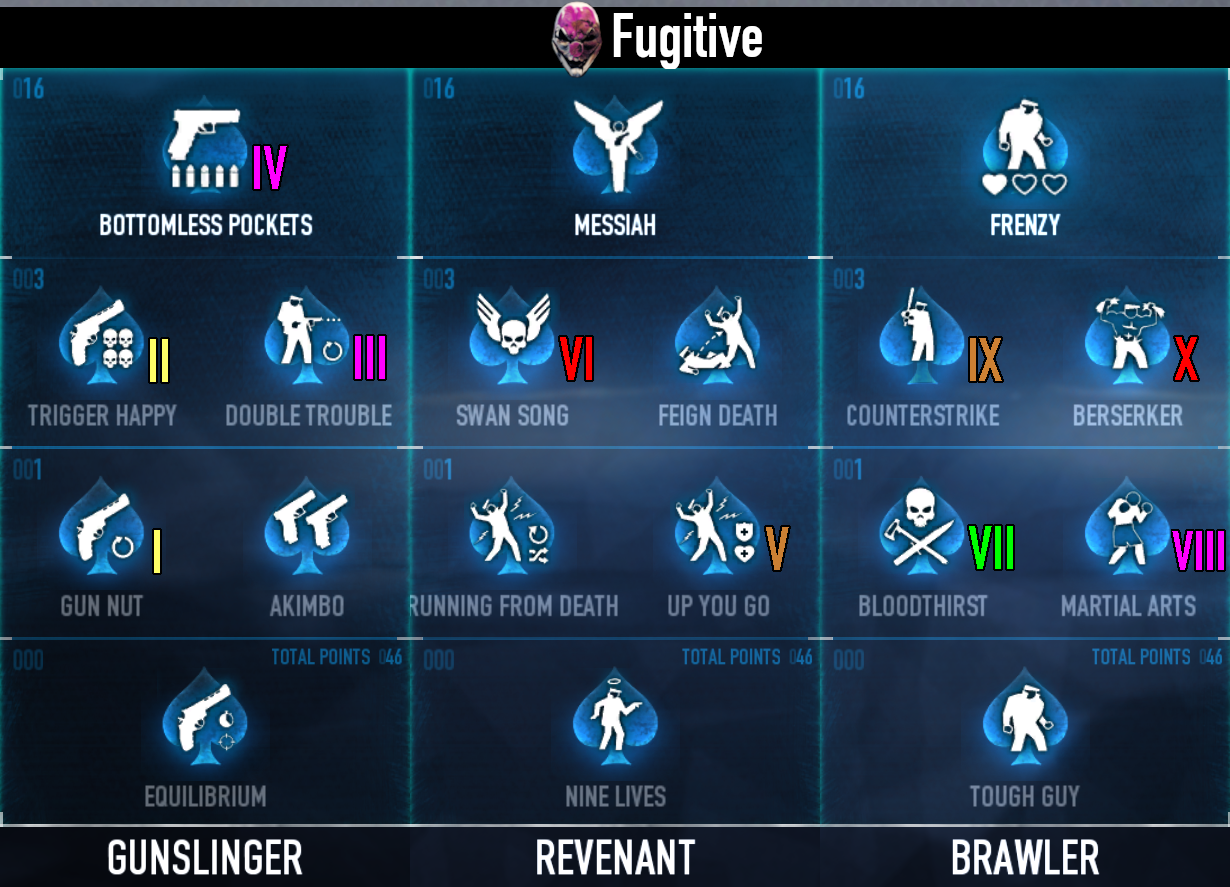 Fugitive
016
IV
BOTTOMLESS POCKETS
016
MESSIAH
016
FRENZY
003
II
TRIGGER HAPPY
III
DOUBLE TROUBLE
003
VI
SWAN SONG
FEIGN DEATH
003
IX
COUNTERSTRIKE
X
BERSERKER
001
I
GUN NUT
AKIMBO
001
RUNNING FROM DEATH
V
UP YOU GO
001
VII
BLOODTHIRST
VIII
MARTIAL ARTS
000
TOTAL POINTS 046
EQUILIBRIUM
000
TOTAL POINTS 046
NINE LIVES
000
TOTAL POINTS 046
TOUGH GUY
GUNSLINGER
REVENANT
BRAWLER